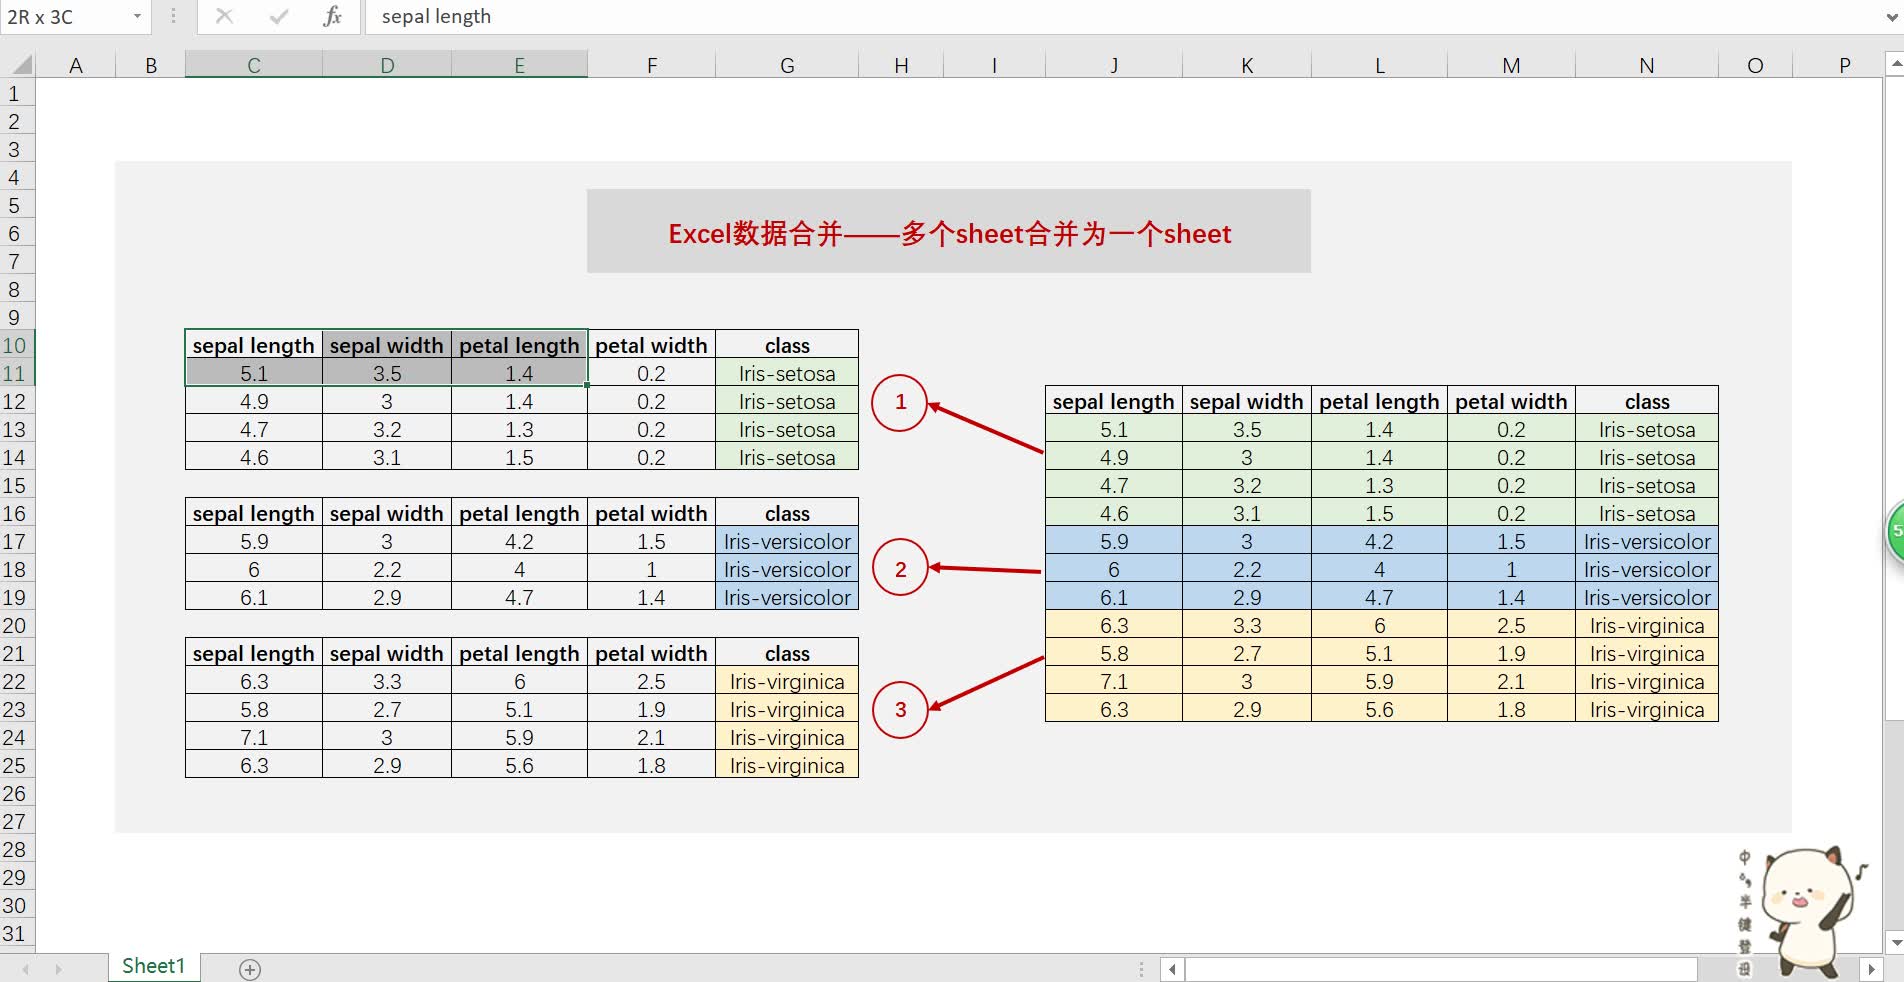 2R x 3C fx sepal length
A B C D E F G H I J K L M N O P
1
2
3
4
5
6 Excel数据合并——多个sheet合并为一个sheet
7
8
9
10 sepal length sepal width petal length petal width class
11 5.1 3.5 1.4 0.2 Iris-setosa
12 4.9 3 1.4 0.2 Iris-setosa 1 sepal length sepal width petal length petal width class
13 4.7 3.2 1.3 0.2 Iris-setosa 5.1 3.5 1.4 0.2 Iris-setosa
14 4.6 3.1 1.5 0.2 Iris-setosa 4.9 3 1.4 0.2 Iris-setosa
15 4.7 3.2 1.3 0.2 Iris-setosa
16 sepal length sepal width petal length petal width class 4.6 3.1 1.5 0.2 Iris-setosa
17 5.9 3 4.2 1.5 Iris-versicolor 5.9 3 4.2 1.5 Iris-versicolor
18 6 2.2 4 1 Iris-versicolor 2 6 2.2 4 1 Iris-versicolor
19 6.1 2.9 4.7 1.4 Iris-versicolor 6.1 2.9 4.7 1.4 Iris-versicolor
20 6.3 3.3 6 2.5 Iris-virginica
21 sepal length sepal width petal length petal width class 5.8 2.7 5.1 1.9 Iris-virginica
22 6.3 3.3 6 2.5 Iris-virginica 7.1 3 5.9 2.1 Iris-virginica
23 5.8 2.7 5.1 1.9 Iris-virginica 3 6.3 2.9 5.6 1.8 Iris-virginica
24 7.1 3 5.9 2.1 Iris-virginica
25 6.3 2.9 5.6 1.8 Iris-virginica
26
27
28
29
30
31
中
半
键
登
设
Sheet1